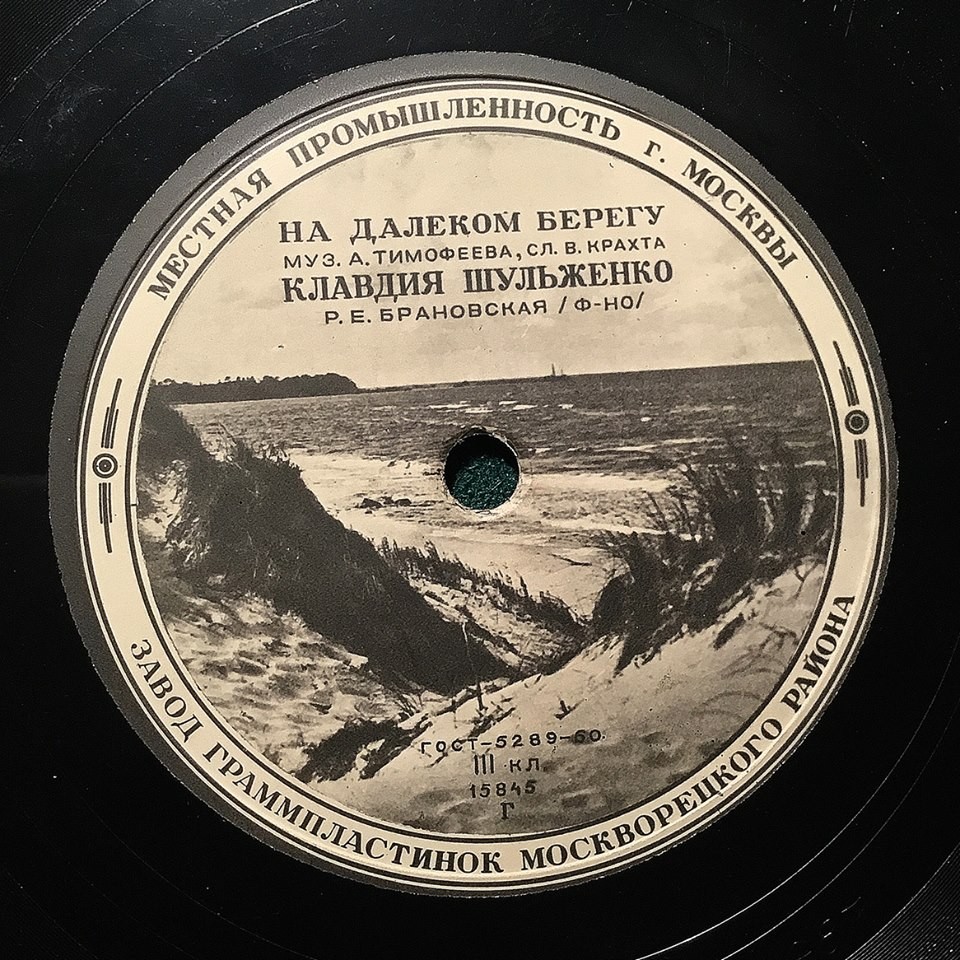 МЕСТНАЯ ПРОМЫШЛЕННОСТЬ г. МОСКВЫ
НА ДАЛЕКОМ БЕРЕГУ
МУЗ. А. ТИМОФЕЕВА, СЛ. В. КРАХТА
КЛАВДИЯ ШУЛЬЖЕНКО
Р. Е. БРАНОВСКАЯ /Ф-НО/
ГОСТ-5289-50
III КЛ.
15845
Г
ЗАВОД ГРАММПЛАСТИНОК МОСКВОРЕЦКОГО РАЙОНА